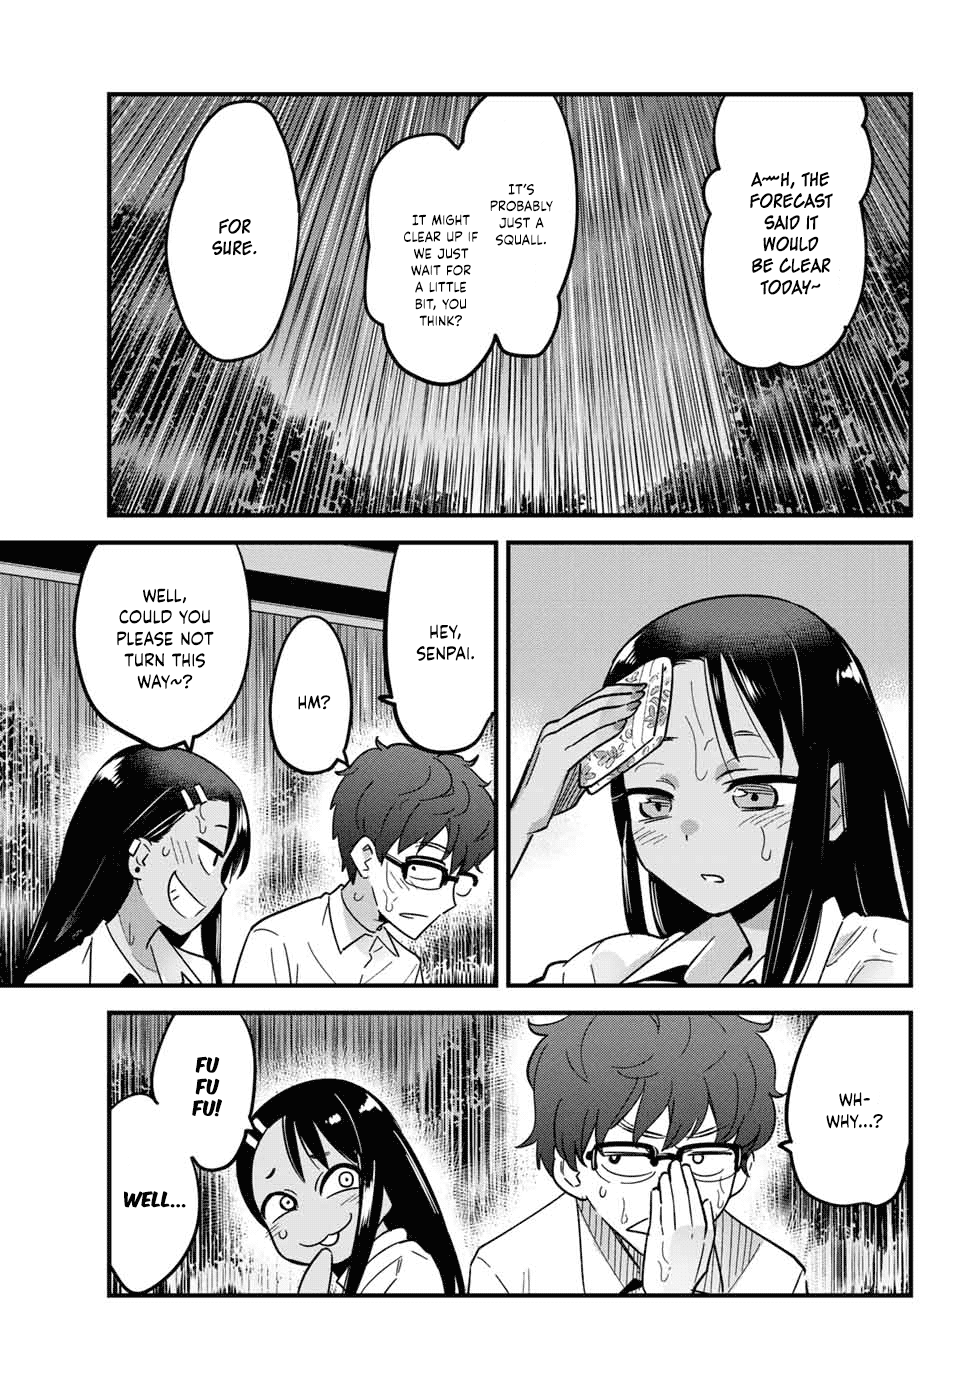 A~~H, THE
FORECAST
SAID IT
WOULD
BE CLEAR
TODAY~
IT'S
PROBABLY
JUST A
SQUALL.
IT MIGHT
CLEAR UP IF
WE JUST
WAIT FOR
A LITTLE
BIT, YOU
THINK?
FOR
SURE.
HEY,
SENPAI.
HM?
WELL,
COULD YOU
PLEASE NOT
TURN THIS
WAY~?
WH-
WHY...?
FU
FU
FU!
WELL...